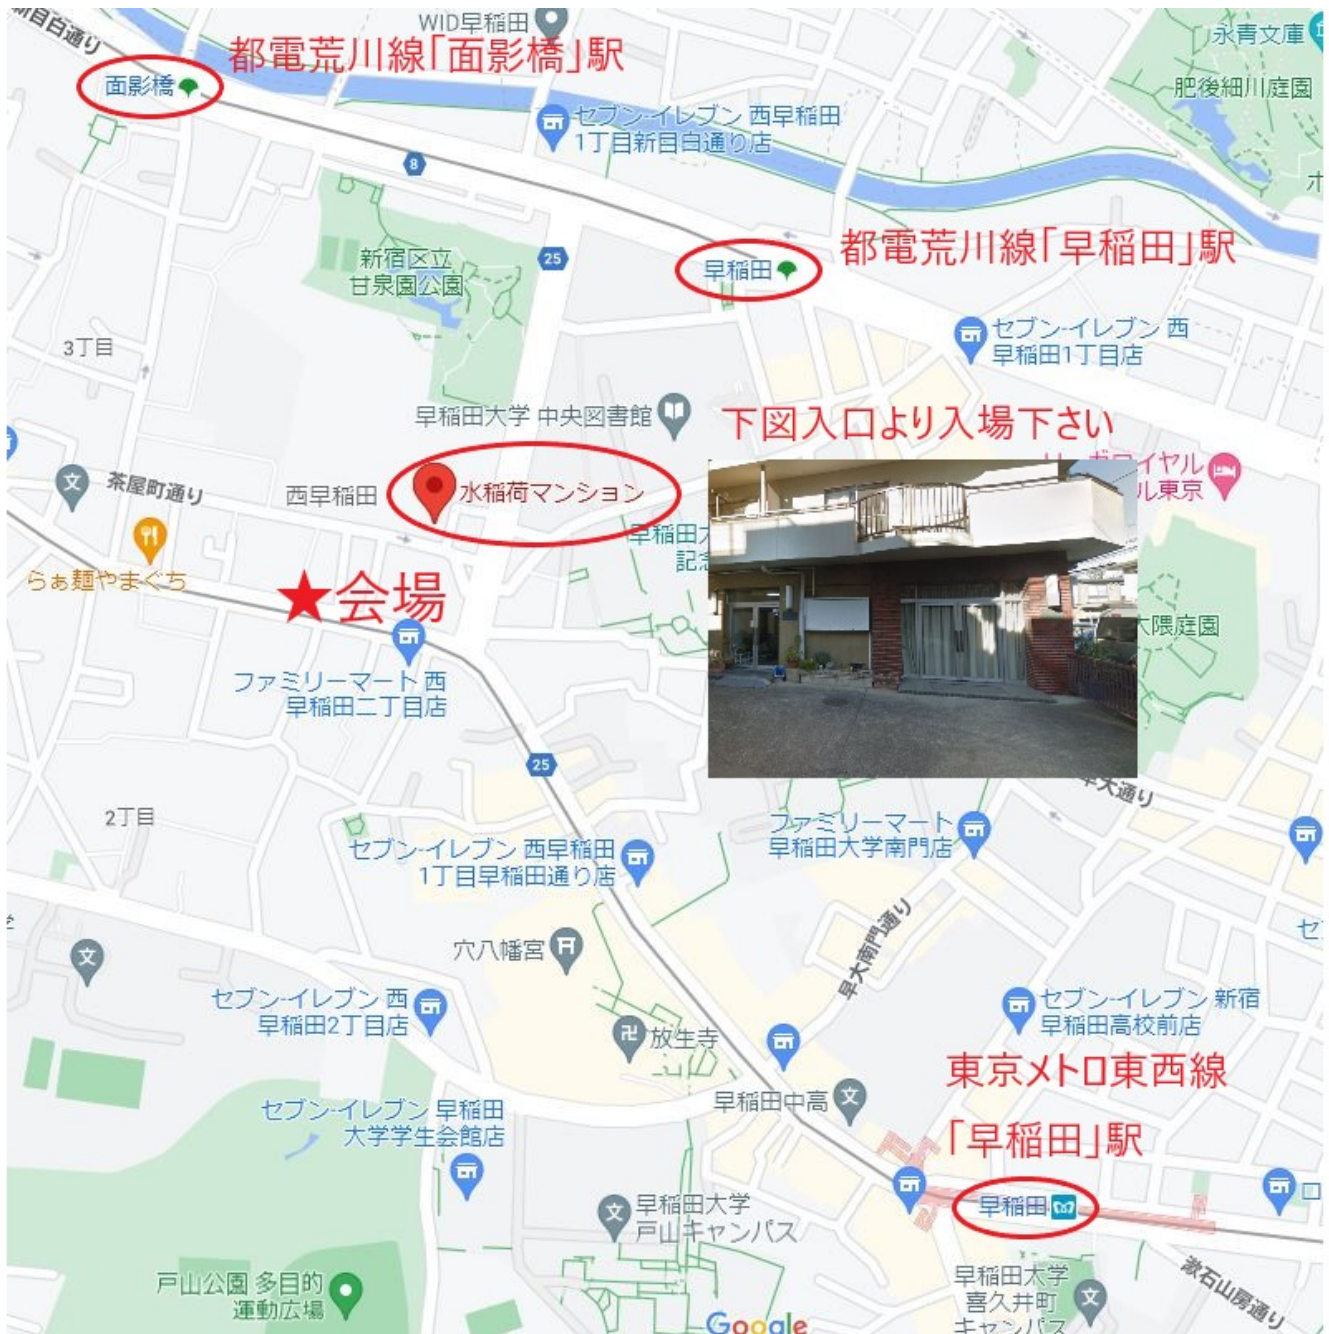 新目白通り
WID早稲田
永青文庫
都電荒川線「面影橋」駅
面影橋
肥後細川庭園
セブン-イレブン 西早稲田
1丁目新目白通り店
8
新宿区立
甘泉園公園
25
都電荒川線「早稲田」駅
早稲田
セブン-イレブン 西
早稲田1丁目店
3丁目
早稲田大学 中央図書館
下図入口より入場下さい
イヤル
ル東京
茶屋町通り
西早稲田
水稲荷マンション
早稲田大
記念
らぁ麺やまぐち
★会場
大隈庭園
ファミリーマート 西
早稲田二丁目店
25
早大通り
2丁目
ファミリーマート
早稲田大学南門店
セブン-イレブン 西早稲田
1丁目早稲田通り店
早大南門通り
セ
穴八幡宮
セブン-イレブン 西
早稲田2丁目店
セブン-イレブン 新宿
早稲田高校前店
放生寺
東京メトロ東西線
「早稲田」駅
早稲田中高
セブン-イレブン 早稲田
大学学生会館店
早稲田
早稲田大学
戸山キャンパス
漱石山房通り
戸山公園 多目的
運動広場
早稲田大学
喜久井町
キャンパス
Google